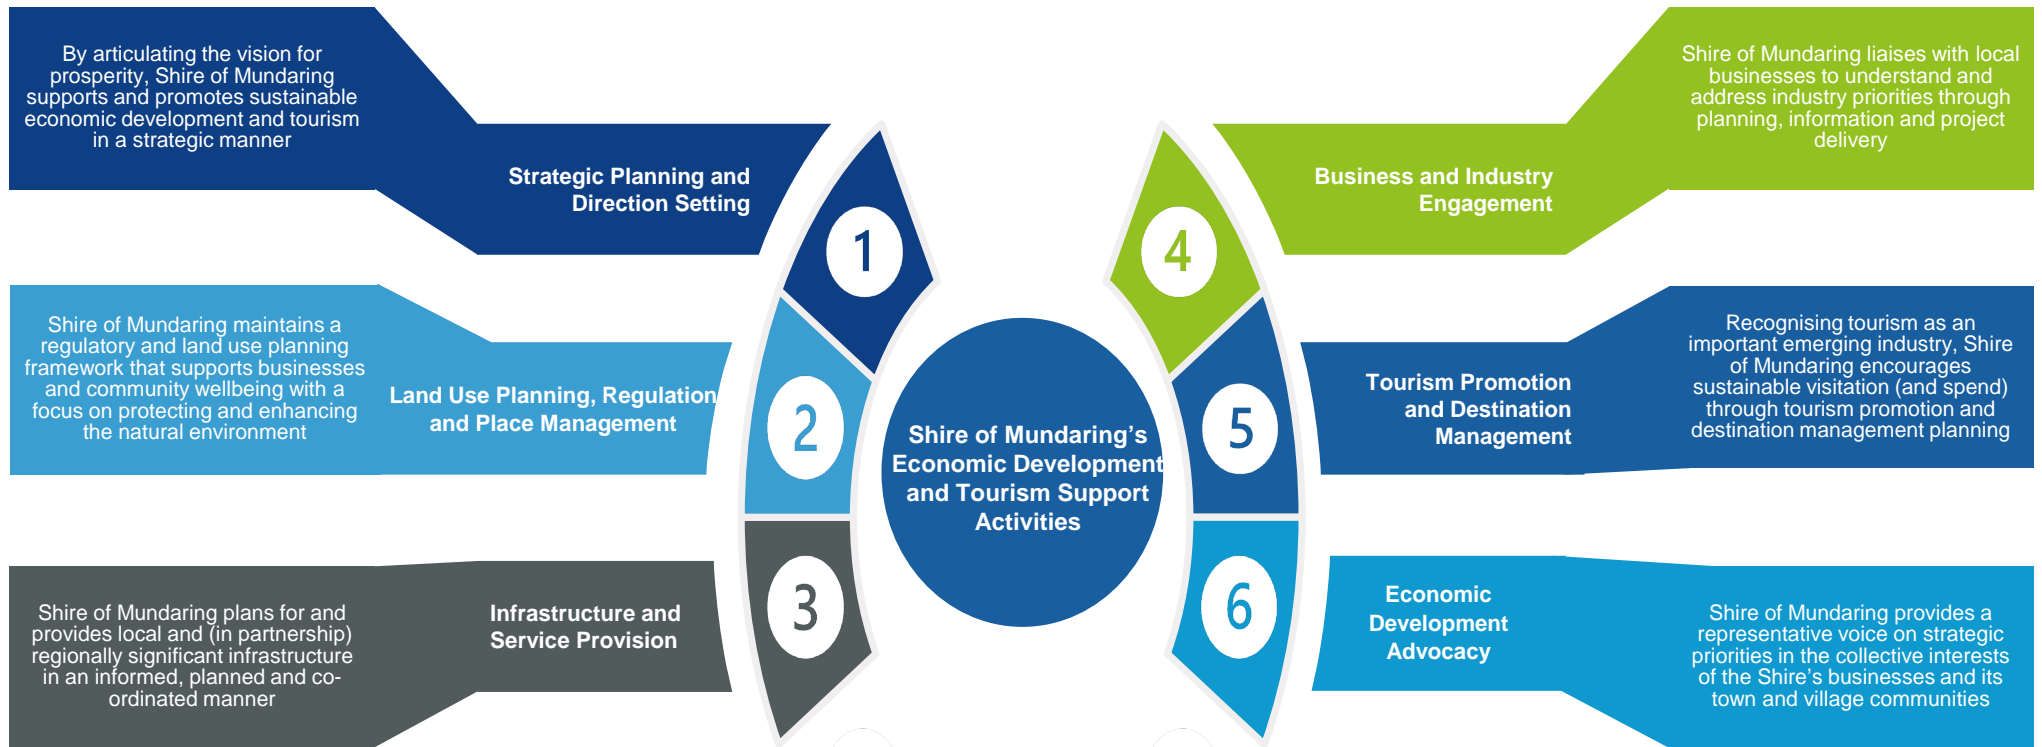 By articulating the vision for
prosperity, Shire of Mundaring
supports and promotes sustainable
economic development and tourism
in a strategic manner
Strategic Planning and
Direction Setting
1
Shire of Mundaring maintains a
regulatory and land use planning
framework that supports businesses
and community wellbeing with a
focus on protecting and enhancing
the natural environment
Land Use Planning, Regulation
and Place Management
2
Shire of Mundaring plans for and
provides local and (in partnership)
regionally significant infrastructure
in an informed, planned and co-
ordinated manner
Infrastructure and
Service Provision
3
Shire of Mundaring's
Economic Development
and Tourism Support
Activities
4
Business and Industry
Engagement
Shire of Mundaring liaises with local
businesses to understand and
address industry priorities through
planning, information and project
delivery
5
Tourism Promotion
and Destination
Management
Recognising tourism as an
important emerging industry, Shire
of Mundaring encourages
sustainable visitation (and spend)
through tourism promotion and
destination management planning
6
Economic
Development
Advocacy
Shire of Mundaring provides a
representative voice on strategic
priorities in the collective interests
of the Shire's businesses and its
town and village communities